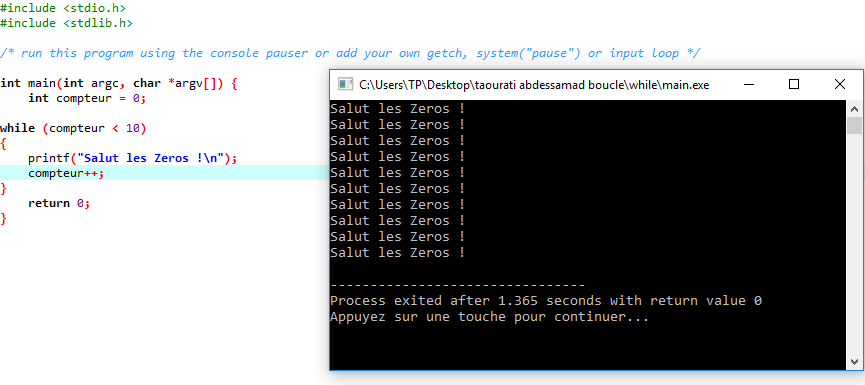 #include <stdio.h>
#include <stdlib.h>
/* run this program using the console pauser or add your own getch, system("pause") or input loop */
int main(int argc, char *argv[]) {
int compteur = 0;
while (compteur < 10)
{
printf("Salut les Zeros !\n");
compteur++;
}
return 0;
}
C:\Users\TP\Desktop\taourati abdessamad boucle\while\main.exe
Salut les Zeros !
Salut les Zeros !
Salut les Zeros !
Salut les Zeros !
Salut les Zeros !
Salut les Zeros !
Salut les Zeros !
Salut les Zeros !
Salut les Zeros !
Salut les Zeros !
--------------------------------
Process exited after 1.365 seconds with return value 0
Appuyez sur une touche pour continuer...